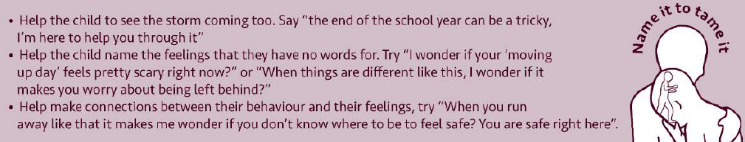 • Help the child to see the storm coming too. Say “the end of the school year can be a tricky,
I’m here to help you through it”
• Help the child name the feelings that they have no words for. Try “I wonder if your ‘moving
up day’ feels pretty scary right now?” or “When things are different like this, I wonder if it
makes you worry about being left behind?”
• Help make connections between their behaviour and their feelings, try “When you run
away like that it makes me wonder if you don’t know where to be to feel safe? You are safe right here”.
Name it to tame it